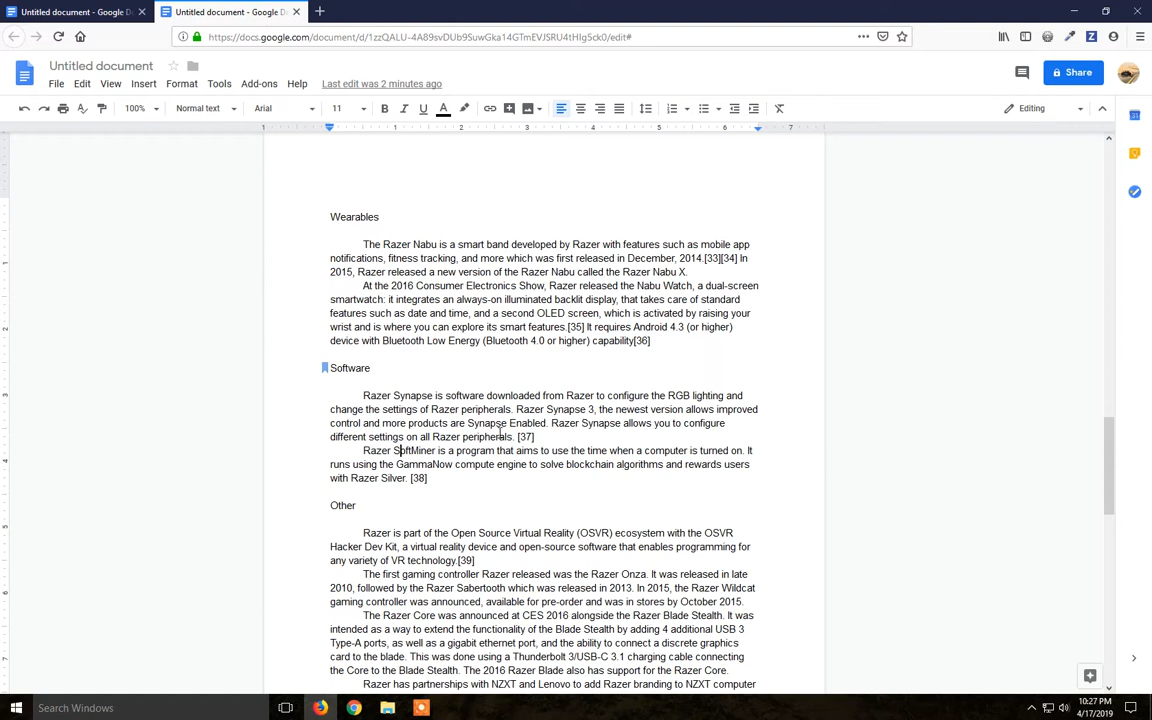 Untitled document - Google D
Untitled document - Google D
https://docs.google.com/document/d/1zzQALU-4A89svDUb9SuwGka14GTmEVJSRU4tHIg5ck0/edit#
Untitled document
File Edit View Insert Format Tools Add-ons Help Last edit was 2 minutes ago
Share
100% Normal text Arial 11 B I U A Editing
1 1 2 3 4 5 6 7
Wearables
The Razer Nabu is a smart band developed by Razer with features such as mobile app
notifications, fitness tracking, and more which was first released in December, 2014.[33][34] In
2015, Razer released a new version of the Razer Nabu called the Razer Nabu X.
At the 2016 Consumer Electronics Show, Razer released the Nabu Watch, a dual-screen
smartwatch: it integrates an always-on illuminated backlit display, that takes care of standard
features such as date and time, and a second OLED screen, which is activated by raising your
wrist and is where you can explore its smart features.[35] It requires Android 4.3 (or higher)
device with Bluetooth Low Energy (Bluetooth 4.0 or higher) capability[36]
Software
Razer Synapse is software downloaded from Razer to configure the RGB lighting and
change the settings of Razer peripherals. Razer Synapse 3, the newest version allows improved
control and more products are Synapse Enabled. Razer Synapse allows you to configure
different settings on all Razer peripherals. [37]
Razer SoftMiner is a program that aims to use the time when a computer is turned on. It
runs using the GammaNow compute engine to solve blockchain algorithms and rewards users
with Razer Silver. [38]
Other
Razer is part of the Open Source Virtual Reality (OSVR) ecosystem with the OSVR
Hacker Dev Kit, a virtual reality device and open-source software that enables programming for
any variety of VR technology.[39]
The first gaming controller Razer released was the Razer Onza. It was released in late
2010, followed by the Razer Sabertooth which was released in 2013. In 2015, the Razer Wildcat
gaming controller was announced, available for pre-order and was in stores by October 2015.
The Razer Core was announced at CES 2016 alongside the Razer Blade Stealth. It was
intended as a way to extend the functionality of the Blade Stealth by adding 4 additional USB 3
Type-A ports, as well as a gigabit ethernet port, and the ability to connect a discrete graphics
card to the blade. This was done using a Thunderbolt 3/USB-C 3.1 charging cable connecting
the Core to the Blade Stealth. The 2016 Razer Blade also has support for the Razer Core.
Razer has partnerships with NZXT and Lenovo to add Razer branding to NZXT computer
1
2
3
4
5
6
7
31
Z
Search Windows
10:27 PM
4/17/2019